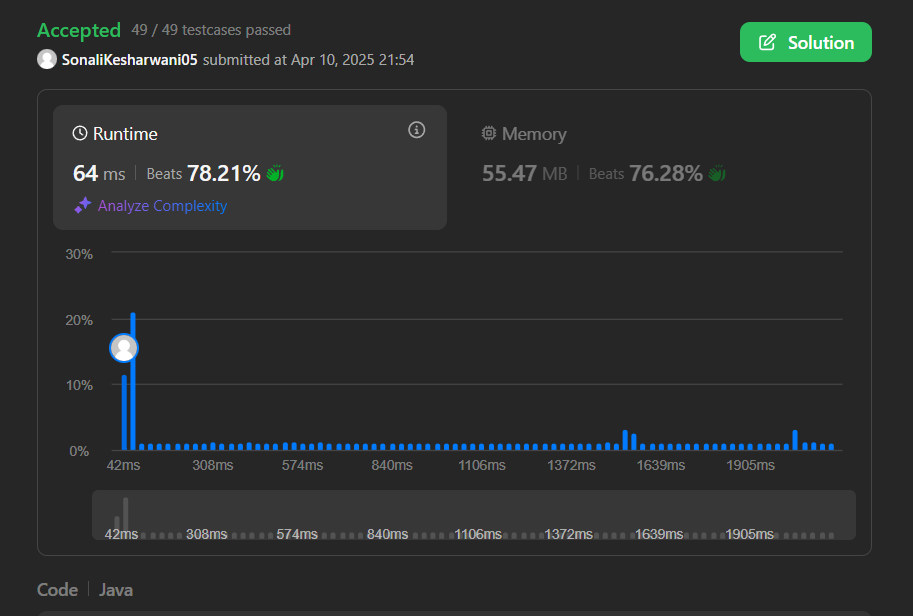 Accepted 49 / 49 testcases passed
SonaliKesharwani05 submitted at Apr 10, 2025 21:54
Solution
Runtime
64 ms | Beats 78.21%
Analyze Complexity
Memory
55.47 MB | Beats 76.28%
30%
20%
10%
0%
42ms 308ms 574ms 840ms 1106ms 1372ms 1639ms 1905ms
42ms 308ms 574ms 840ms 1106ms 1372ms 1639ms 1905ms
Code | Java